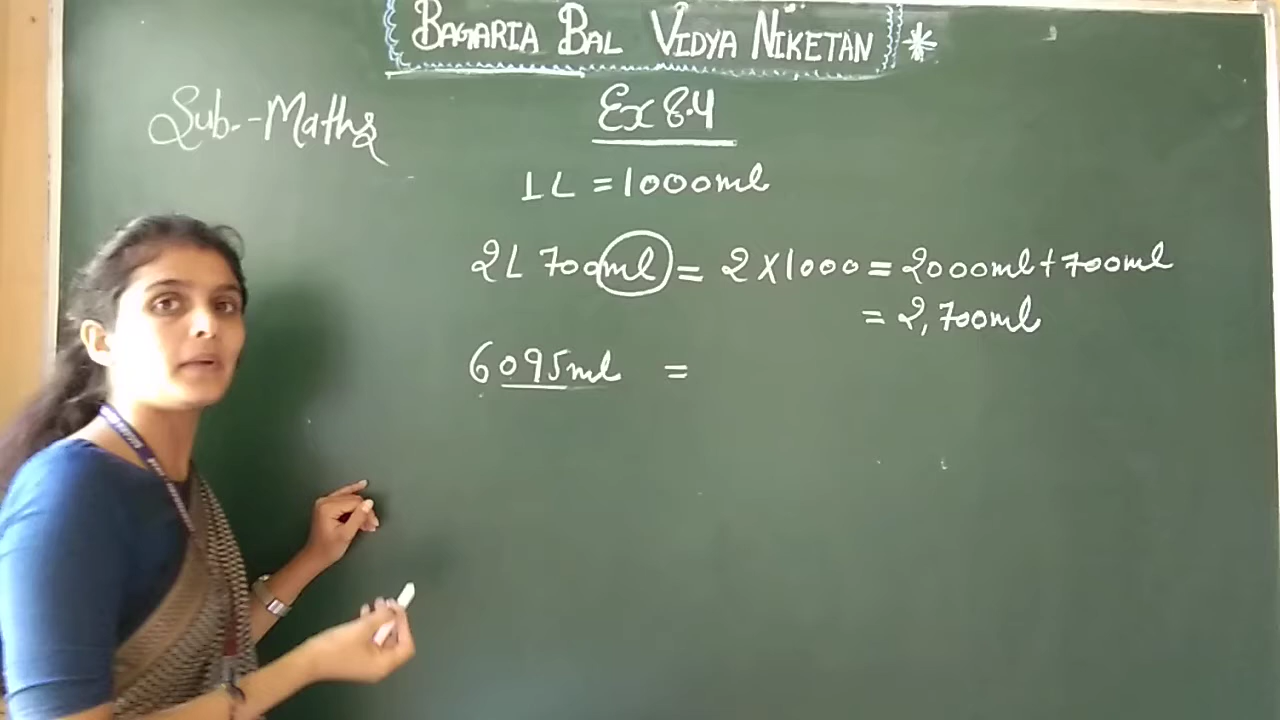 BAGARIA BAL VIDYA NIKETAN *
Sub.-Maths
Ex 8.4
1L = 1000ml
2L 700ml = 2 X 1000 = 2000ml + 700ml
= 2,700ml
6095ml =